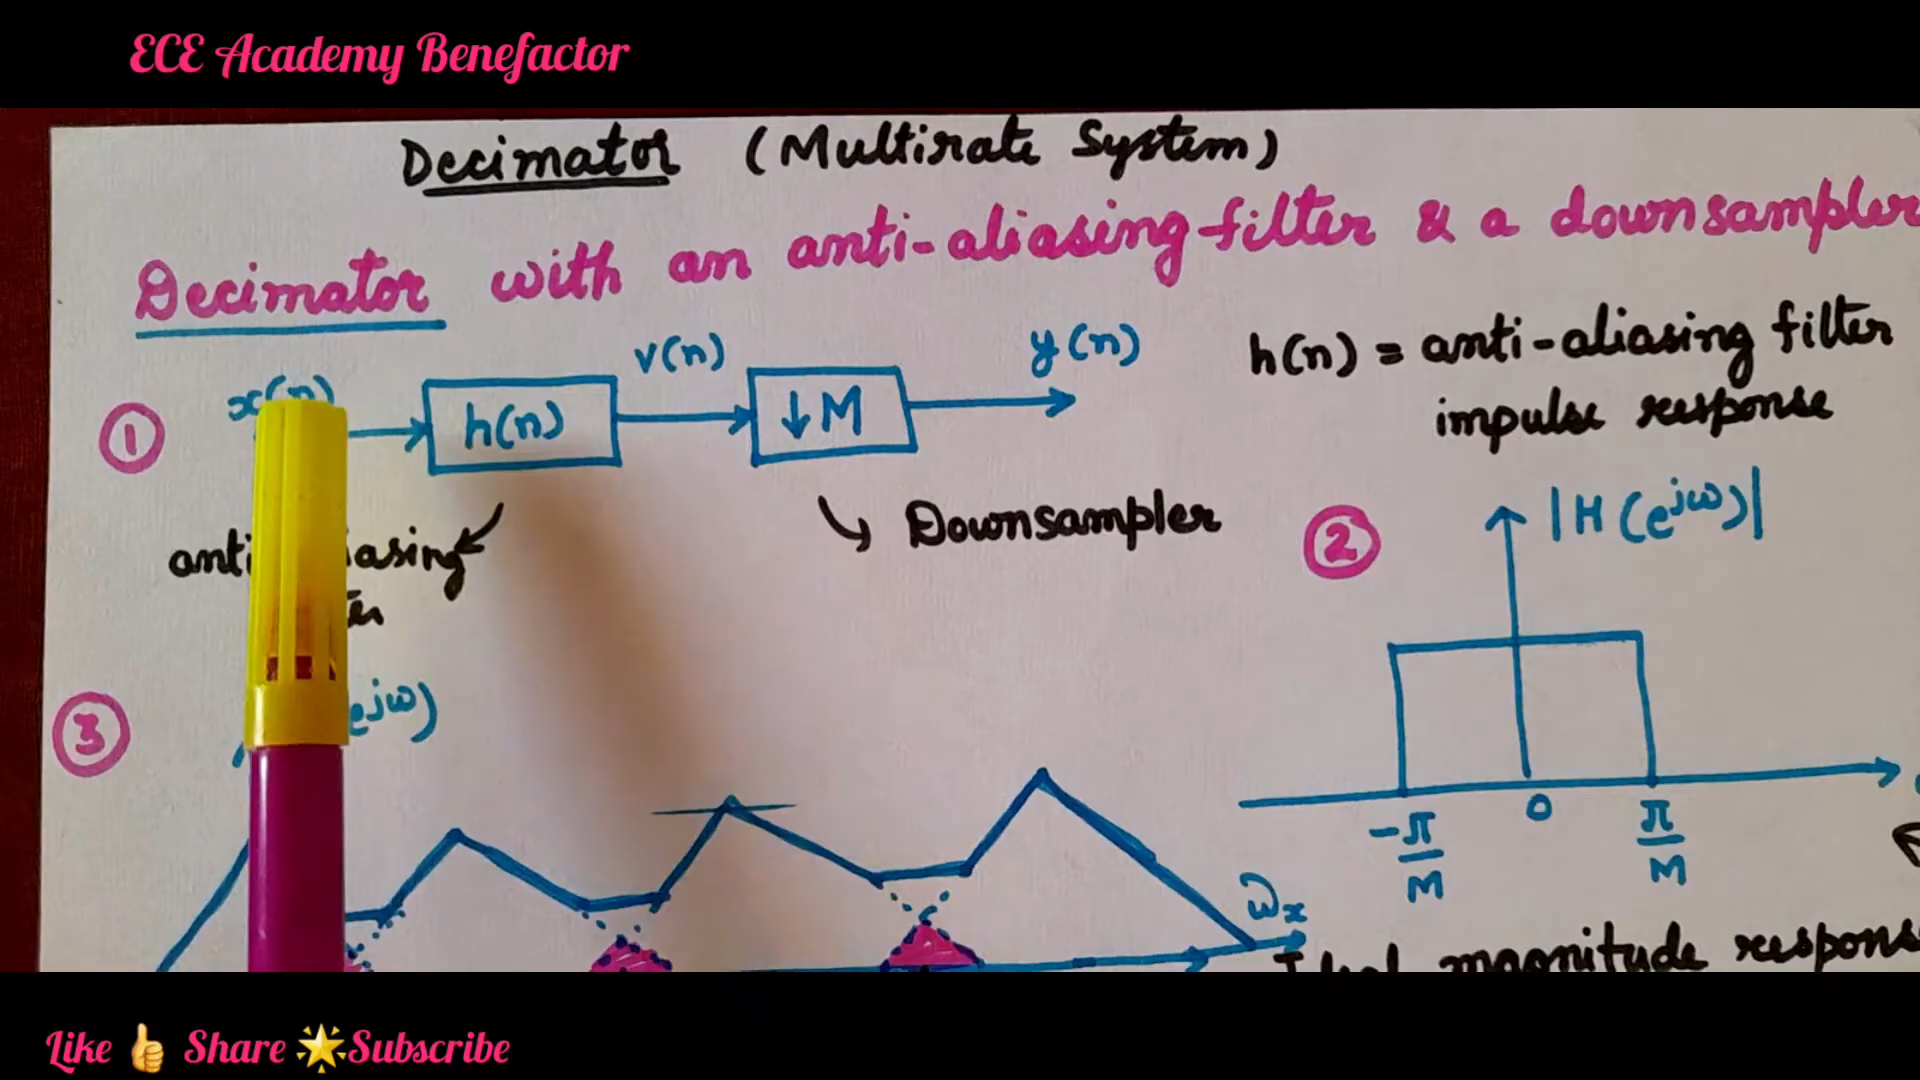 ECE Academy Benefactor
Decimator (Multirate System)
Decimator with an anti-aliasing filter & a downsampler
x(n)
h(n)
v(n)
↓M
y(n)
h(n) = anti-aliasing filter
impulse response
①
Downsampler
②
|H(e^jω)|
③
0
-π/M
π/M
ω_x
magnitude response
Like 👍 Share 🌟Subscribe